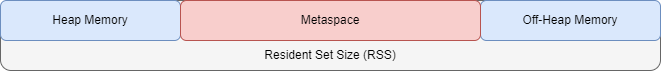 Heap Memory
Metaspace
Off-Heap Memory
Resident Set Size (RSS)